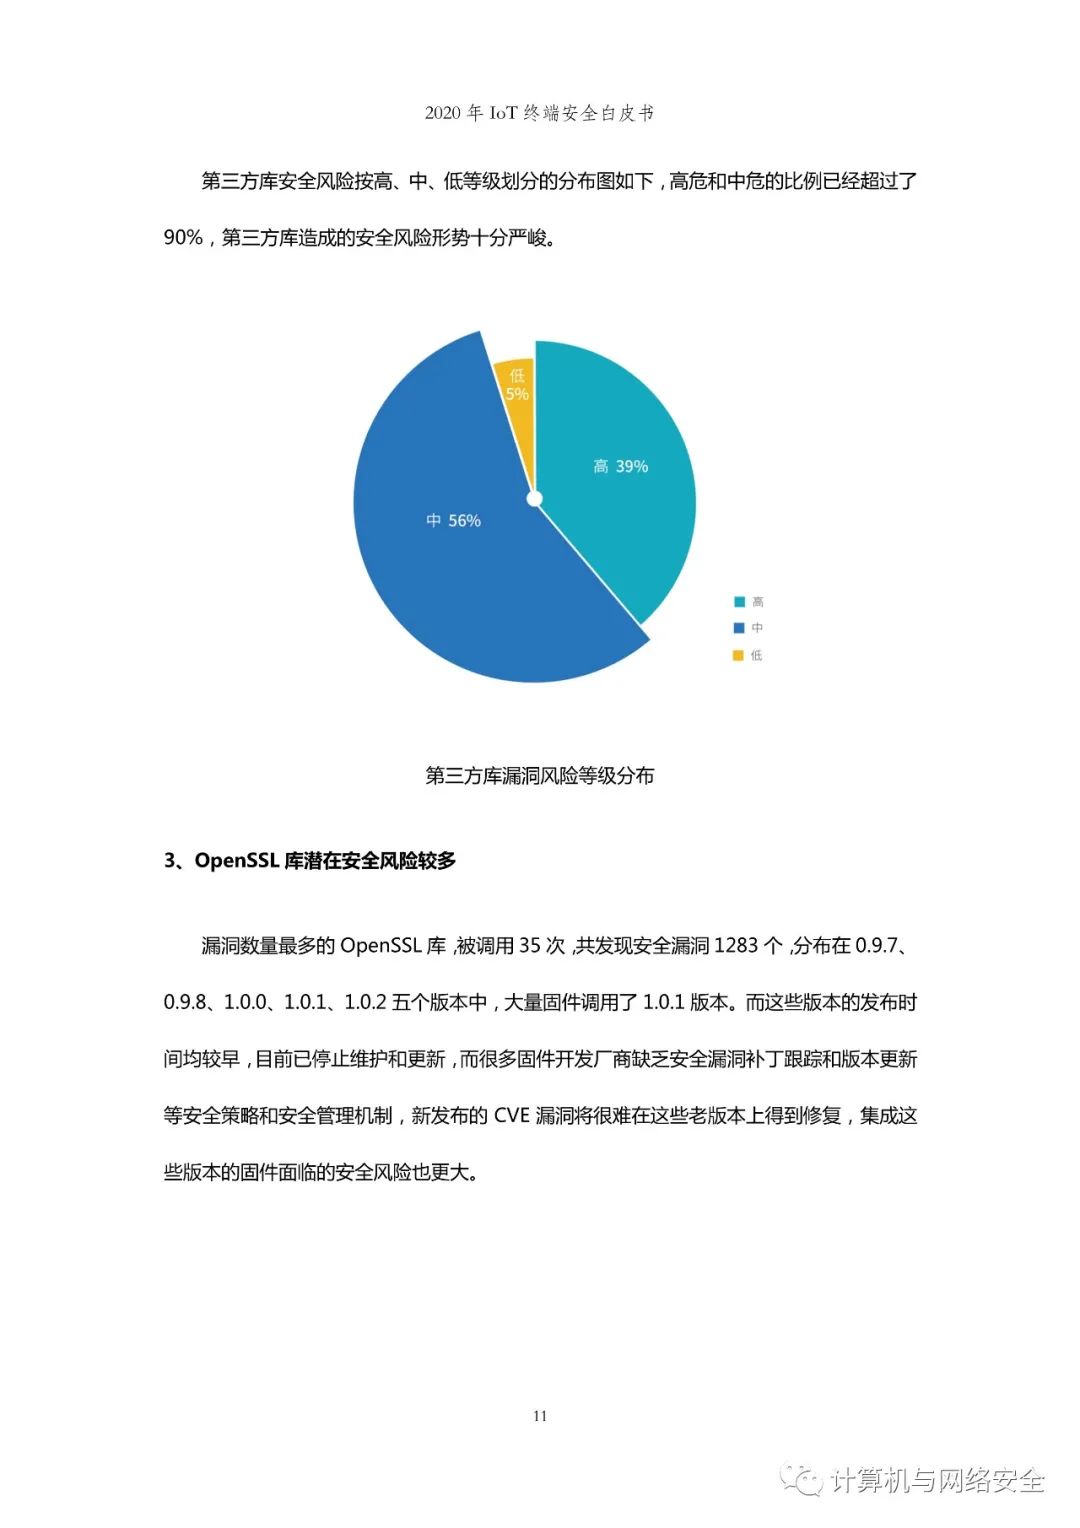 2020 年 IoT 终端安全白皮书
第三方库安全风险按高、中、低等级划分的分布图如下，高危和中危的比例已经超过了
90%，第三方库造成的安全风险形势十分严峻。
低
5%
高 39%
中 56%
高
中
低
第三方库漏洞风险等级分布
3、OpenSSL 库潜在安全风险较多
漏洞数量最多的 OpenSSL 库，被调用 35 次，共发现安全漏洞 1283 个，分布在 0.9.7、
0.9.8、1.0.0、1.0.1、1.0.2 五个版本中，大量固件调用了 1.0.1 版本。而这些版本的发布时
间均较早，目前已停止维护和更新，而很多固件开发厂商缺乏安全漏洞补丁跟踪和版本更新
等安全策略和安全管理机制，新发布的 CVE 漏洞将很难在这些老版本上得到修复，集成这
些版本的固件面临的安全风险也更大。
11
计算机与网络安全